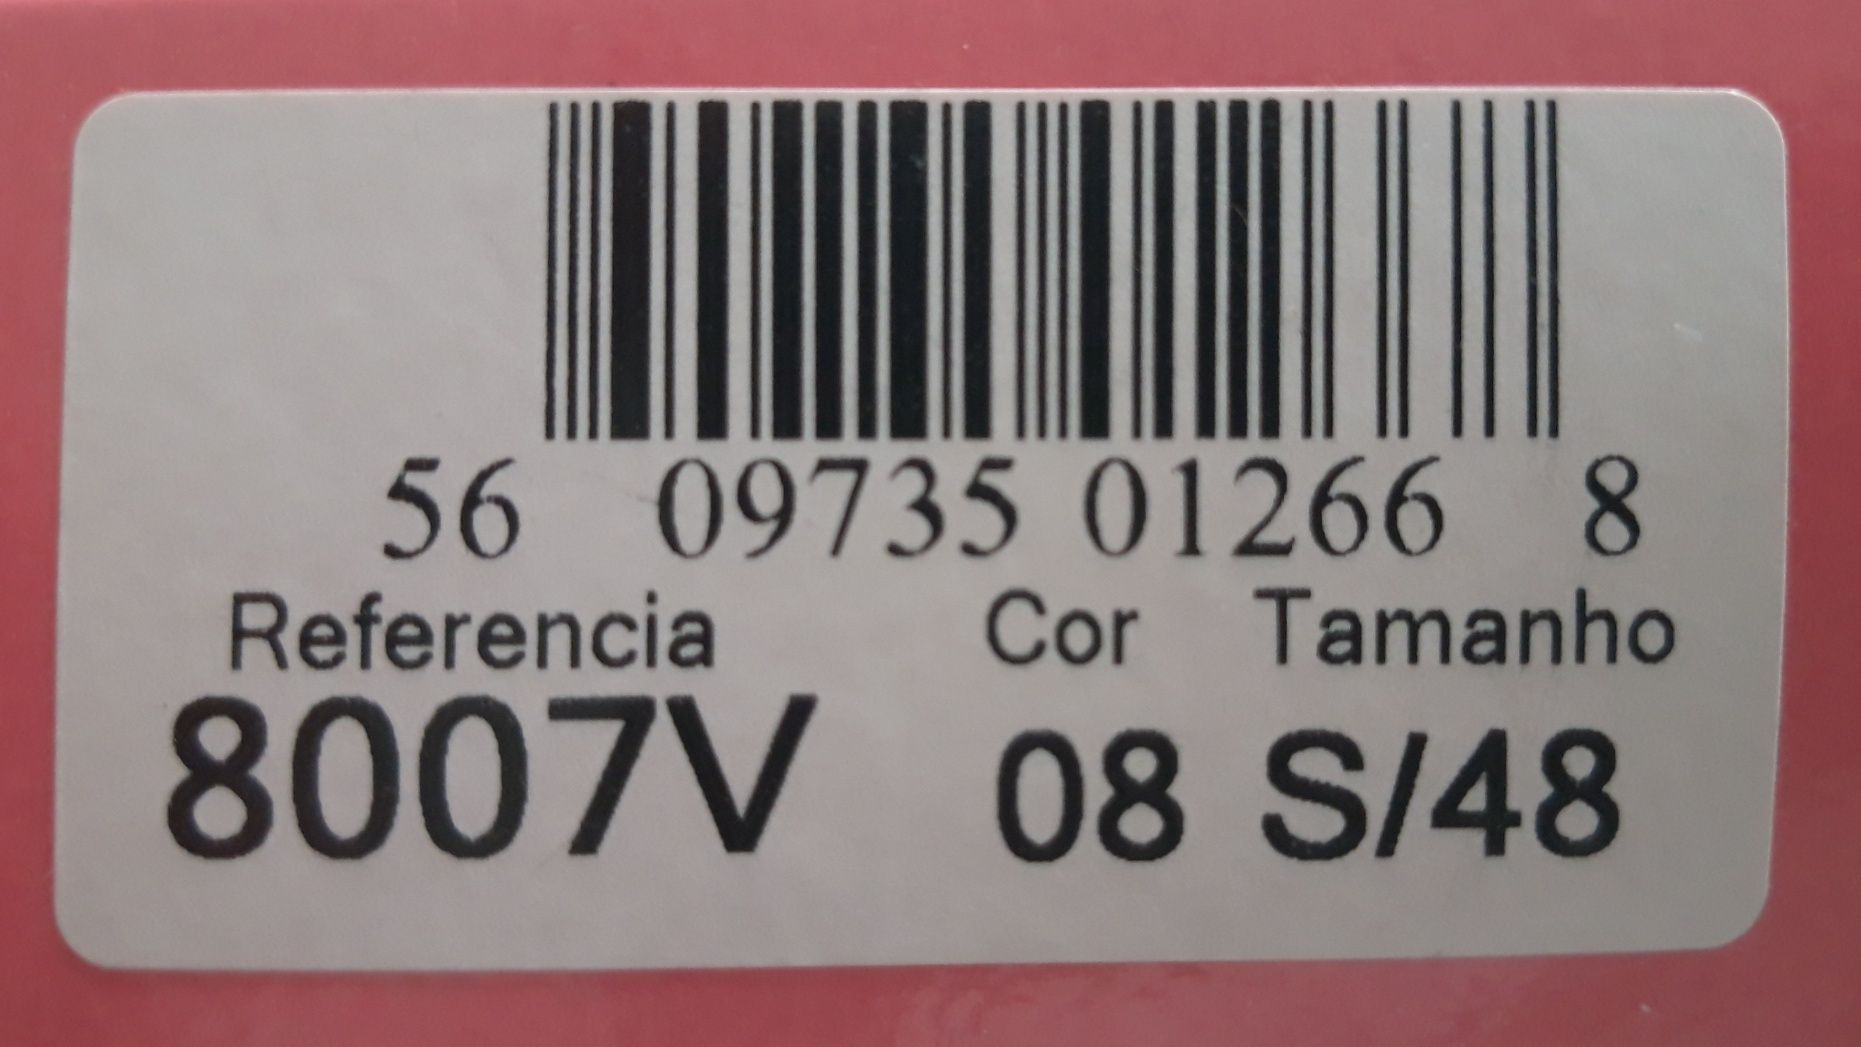 56 09735 01266 8
Referencia Cor Tamanho
8007V 08 S/48